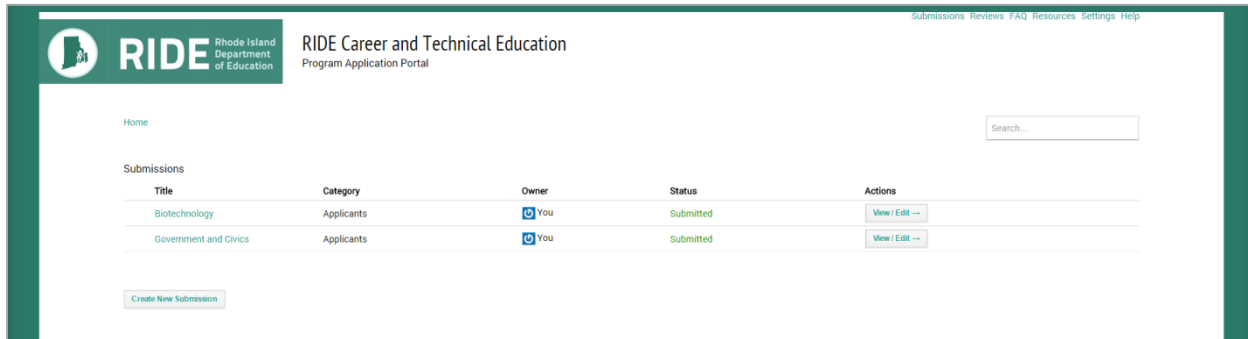 Submissions Reviews FAQ Resources Settings Help
RIDE Rhode Island Department of Education
RIDE Career and Technical Education
Program Application Portal
Home
Search...
Submissions
Title Category Owner Status Actions
Biotechnology Applicants You Submitted View / Edit →
Government and Civics Applicants You Submitted View / Edit →
Create New Submission